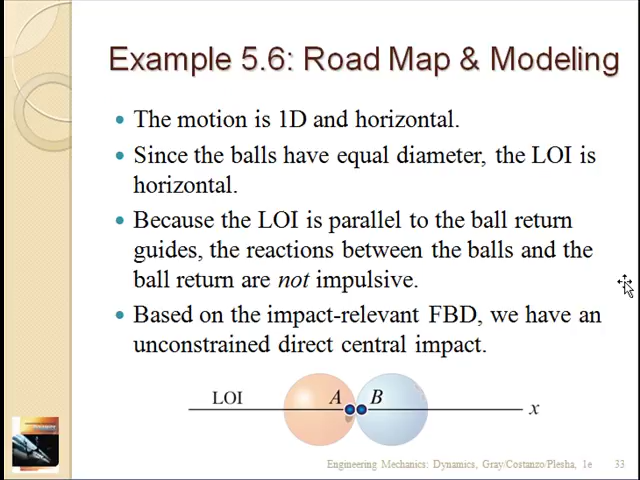 Example 5.6: Road Map & Modeling
• The motion is 1D and horizontal.
• Since the balls have equal diameter, the LOI is
horizontal.
• Because the LOI is parallel to the ball return
guides, the reactions between the balls and the
ball return are not impulsive.
• Based on the impact-relevant FBD, we have an
unconstrained direct central impact.
LOI A B x
Engineering Mechanics: Dynamics, Gray/Costanzo/Plesha, 1e 33